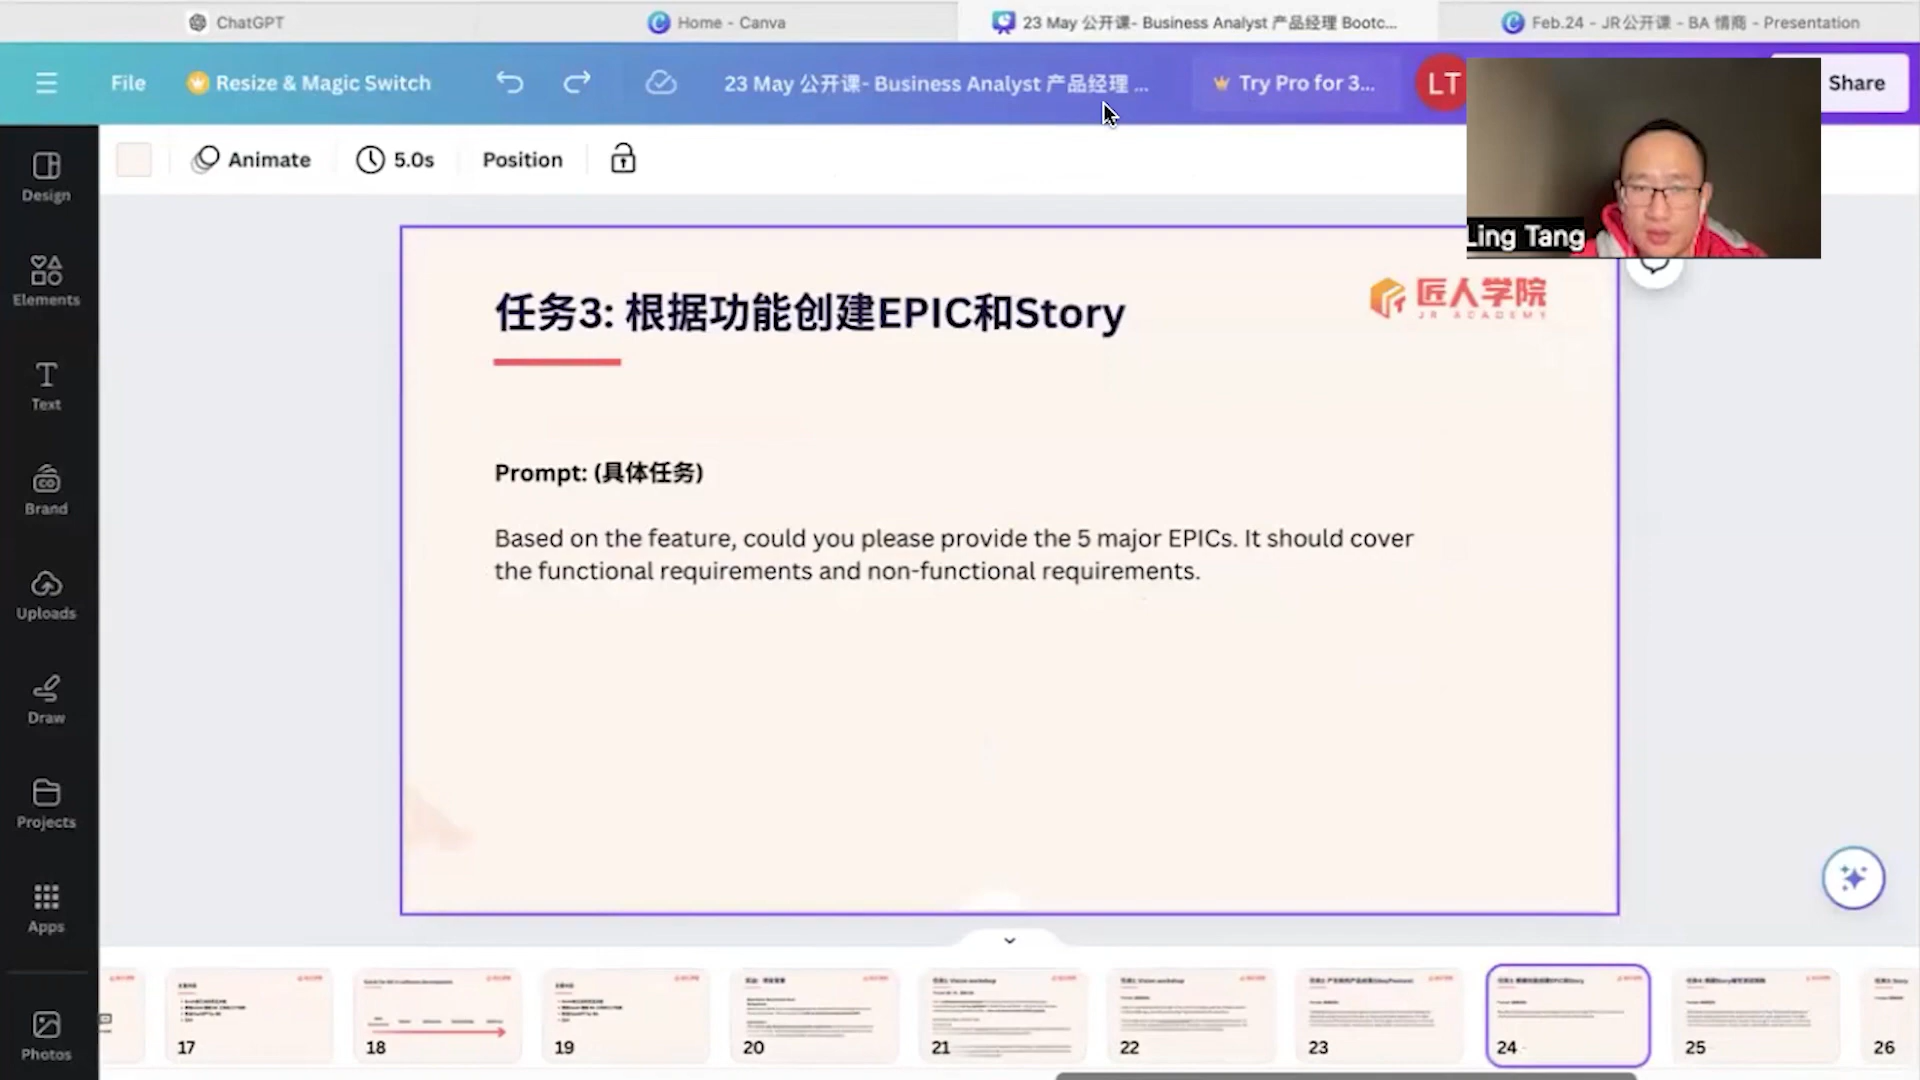 ChatGPT
Home - Canva
23 May 公开课- Business Analyst 产品经理 Bootc...
Feb.24 - JR公开课 - BA 情商 - Presentation
File
Resize & Magic Switch
23 May 公开课- Business Analyst 产品经理 ...
Try Pro for 3...
LT
Share
Animate
5.0s
Position
Ling Tang
Design
Elements
Text
Brand
Uploads
Draw
Projects
Apps
Photos
任务3: 根据功能创建EPIC和Story
匠人学院
JR ACADEMY
Prompt: (具体任务)
Based on the feature, could you please provide the 5 major EPICs. It should cover
the functional requirements and non-functional requirements.
17
18
19
20
21
22
23
24
25
26